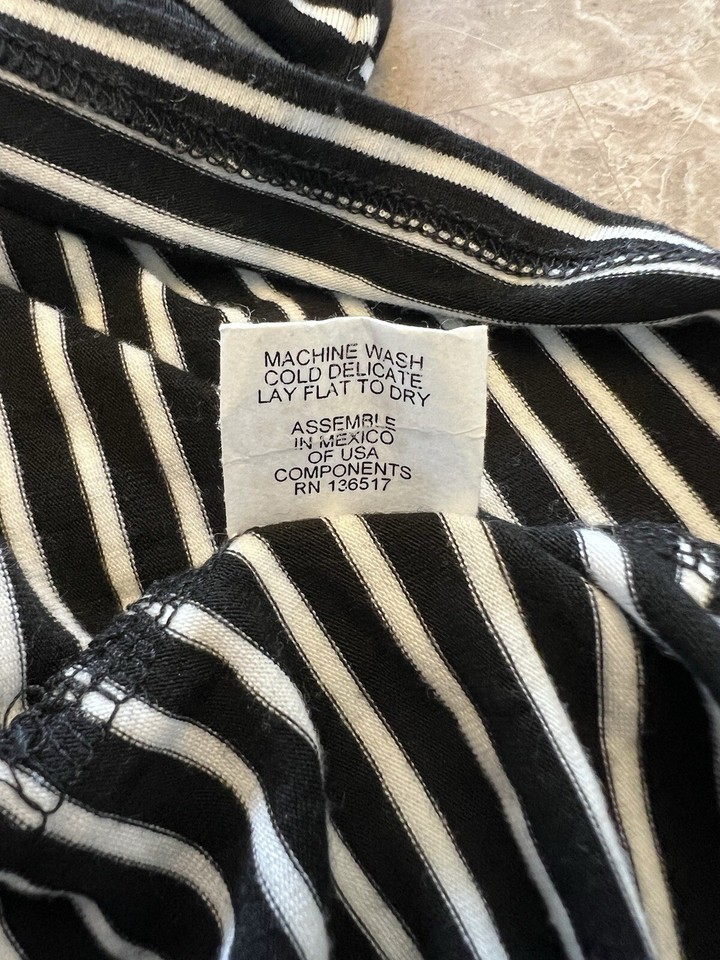 MACHINE WASH
COLD DELICATE
LAY FLAT TO DRY
ASSEMBLE
IN MEXICO
OF USA
COMPONENTS
RN 136517